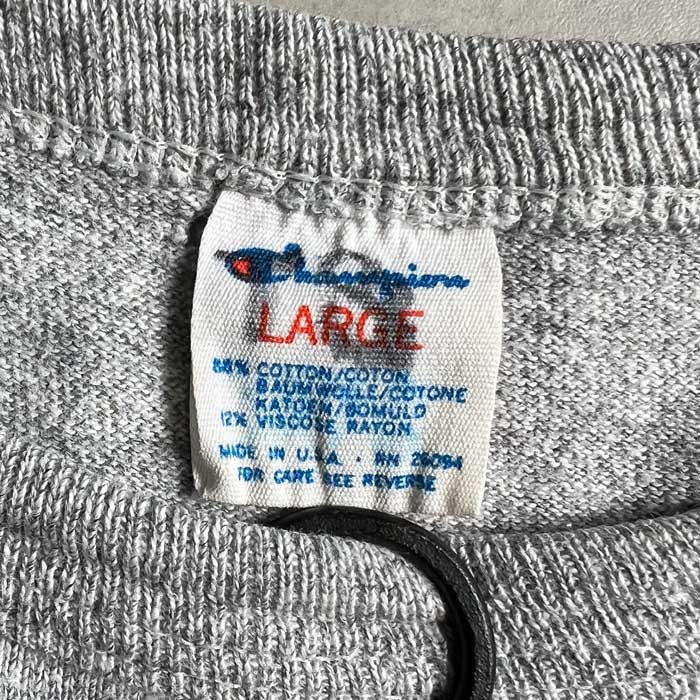 Champion
LARGE
88% COTTON/COTON
BAUMWOLLE/COTONE
KATOEN/BOMULD
12% VISCOSE RAYON
MADE IN U.S.A. • RN 26094
FOR CARE SEE REVERSE